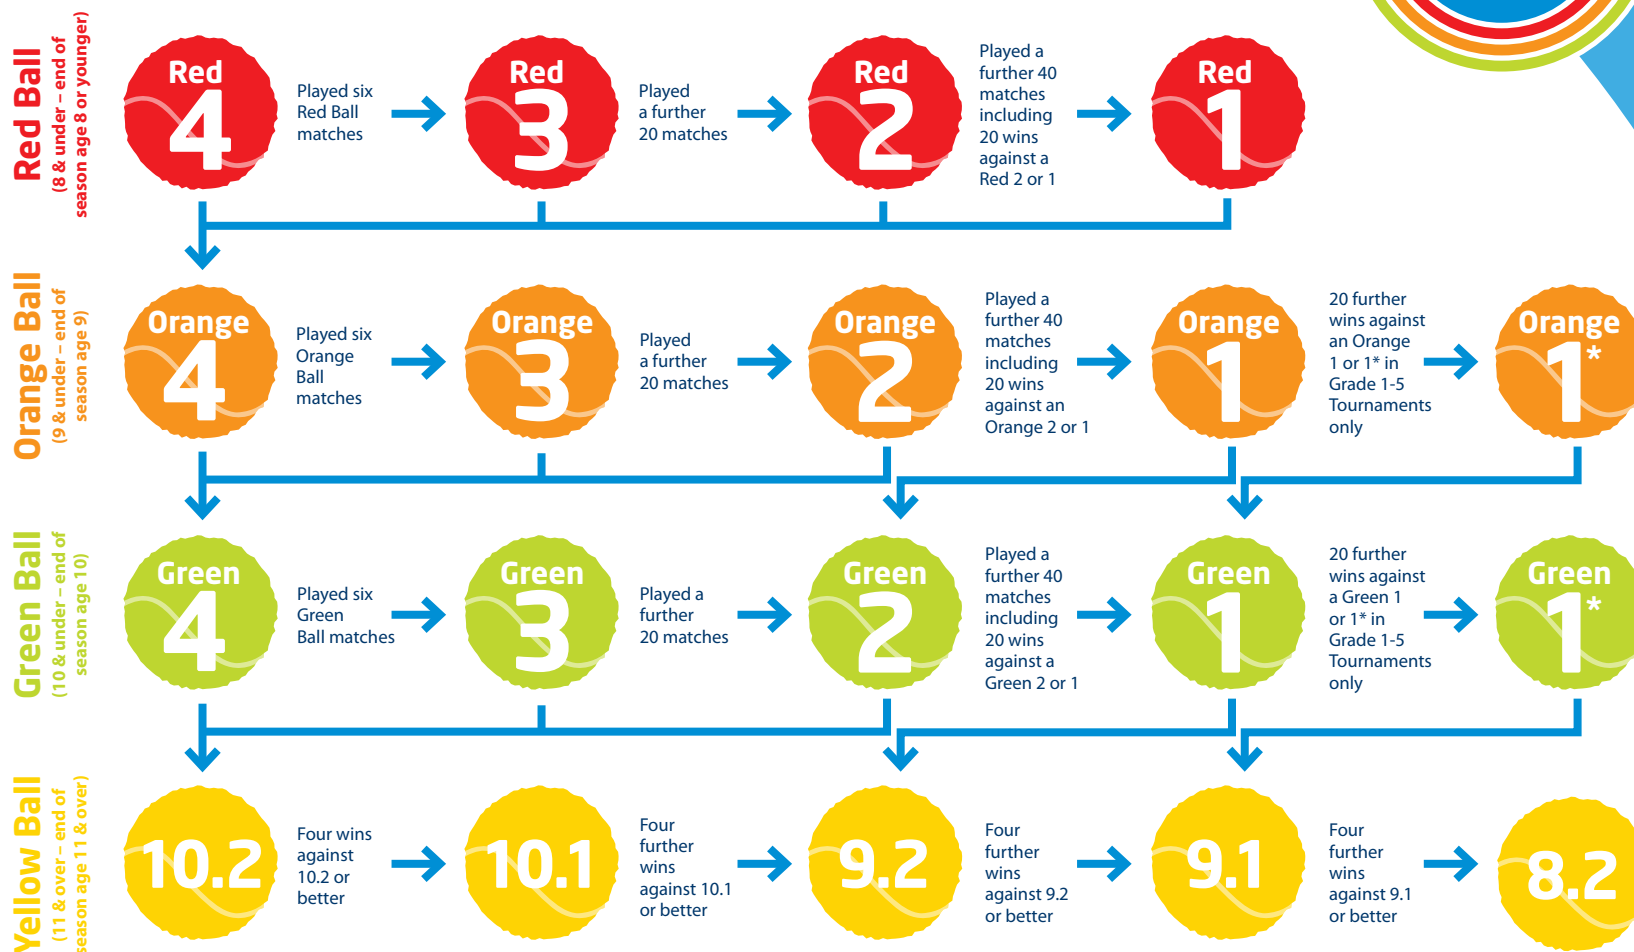 Red Ball
(8 & under – end of
season age 8 or younger)
Red
4
Played six
Red Ball
matches
Red
3
Played
a further
20 matches
Red
2
Played a
further 40
matches
including
20 wins
against a
Red 2 or 1
Red
1
Orange Ball
(9 & under – end of
season age 9)
Orange
4
Played six
Orange
Ball
matches
Orange
3
Played
a further
20 matches
Orange
2
Played a
further 40
matches
including
20 wins
against an
Orange 2 or 1
Orange
1
20 further
wins against
an Orange
1 or 1* in
Grade 1-5
Tournaments
only
Orange
1*
Green Ball
(10 & under – end of
season age 10)
Green
4
Played six
Green
Ball matches
Green
3
Played a
further
20 matches
Green
2
Played a
further 40
matches
including
20 wins
against a
Green 2 or 1
Green
1
20 further
wins against
a Green 1
or 1* in
Grade 1-5
Tournaments
only
Green
1*
Yellow Ball
(11 & over – end of
season age 11 & over)
10.2
Four wins
against
10.2 or
better
10.1
Four
further
wins
against 10.1
or better
9.2
Four
further
wins
against 9.2
or better
9.1
Four
further
wins
against 9.1
or better
8.2